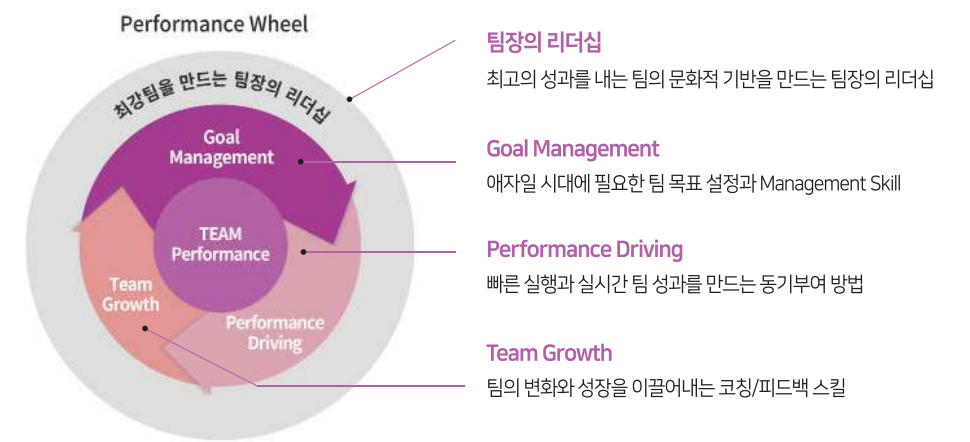 Performance Wheel
최강팀을 만드는 팀장의 리더십
Goal
Management
TEAM
Performance
Team
Growth
Performance
Driving
팀장의 리더십
최고의 성과를 내는 팀의 문화적 기반을 만드는 팀장의 리더십
Goal Management
애자일 시대에 필요한 팀 목표 설정과 Management Skill
Performance Driving
빠른 실행과 실시간 팀 성과를 만드는 동기부여 방법
Team Growth
팀의 변화와 성장을 이끌어내는 코칭/피드백 스킬